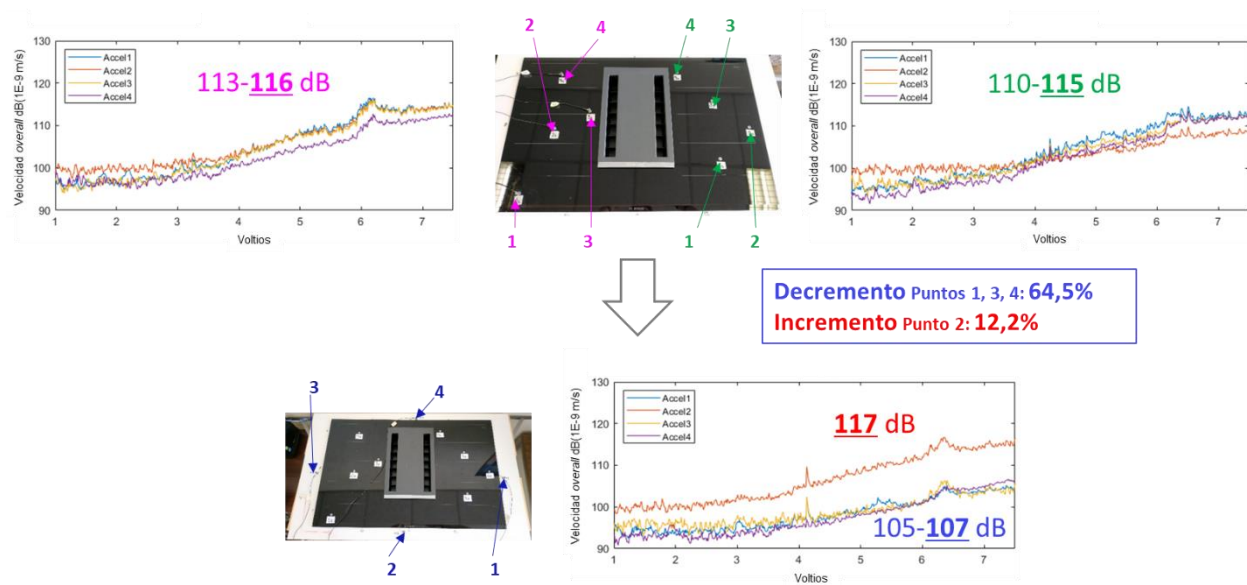 130
120
110
100
90
Velocidad overall dB(1E-9 m/s)
Accel1
Accel2
Accel3
Accel4
113-116 dB
1 2 3 4 5 6 7
Voltios
2 4 4 3
1 3 1 2
130
120
110
100
90
Velocidad overall dB(1E-9 m/s)
Accel1
Accel2
Accel3
Accel4
110-115 dB
1 2 3 4 5 6 7
Voltios
Decremento Puntos 1, 3, 4: 64,5%
Incremento Punto 2: 12,2%
3 4
2 1
130
120
110
100
90
Velocidad overall dB(1E-9 m/s)
Accel1
Accel2
Accel3
Accel4
117 dB
105-107 dB
1 2 3 4 5 6 7
Voltios